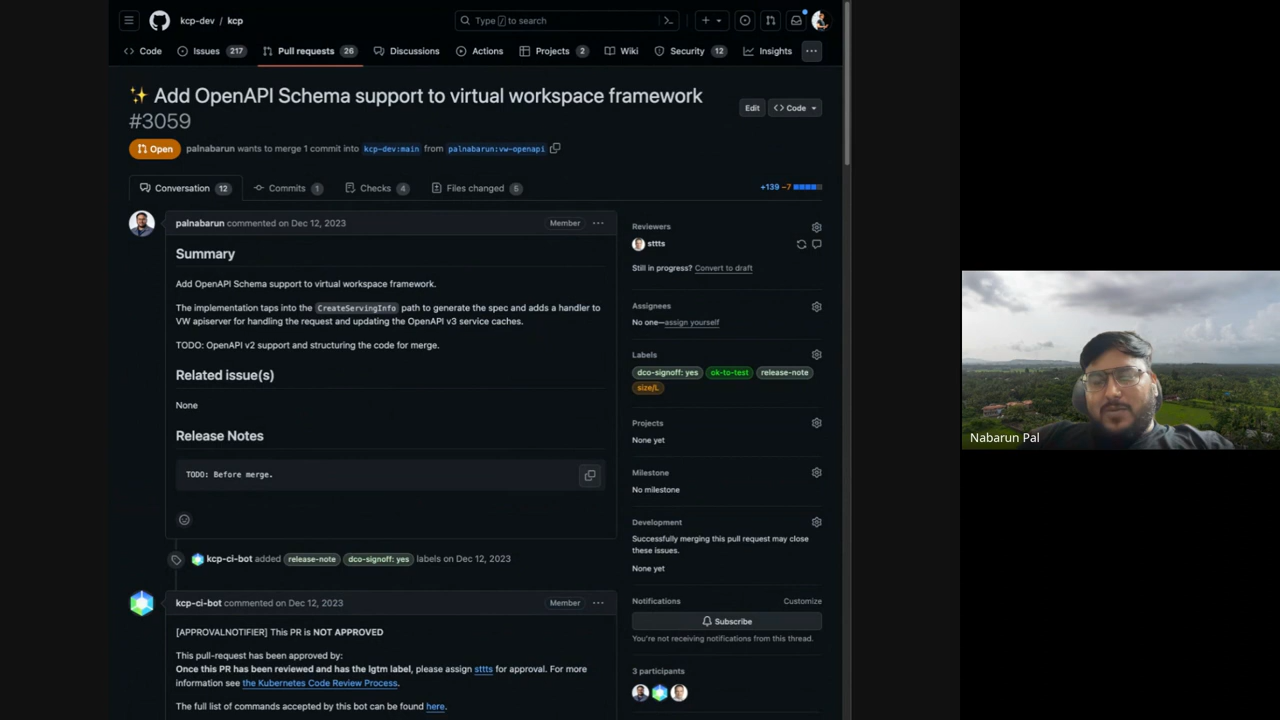 kcp-dev / kcp
Type / to search
Code
Issues 217
Pull requests 26
Discussions
Actions
Projects 2
Wiki
Security 12
Insights
✨ Add OpenAPI Schema support to virtual workspace framework
#3059
Edit
<> Code
Open
palnabarun wants to merge 1 commit into kcp-dev:main from palnabarun:vw-openapi
Conversation 12
Commits 1
Checks 4
Files changed 5
+139 −7
palnabarun commented on Dec 12, 2023
Member
Summary
Add OpenAPI Schema support to virtual workspace framework.
The implementation taps into the CreateServingInfo path to generate the spec and adds a handler to
VW apiserver for handling the request and updating the OpenAPI v3 service caches.
TODO: OpenAPI v2 support and structuring the code for merge.
Related issue(s)
None
Release Notes
TODO: Before merge.
kcp-ci-bot added release-note dco-signoff: yes labels on Dec 12, 2023
kcp-ci-bot commented on Dec 12, 2023
Member
[APPROVALNOTIFIER] This PR is NOT APPROVED
This pull-request has been approved by:
Once this PR has been reviewed and has the lgtm label, please assign sttts for approval. For more
information see the Kubernetes Code Review Process.
The full list of commands accepted by this bot can be found here.
Reviewers
sttts
Still in progress? Convert to draft
Assignees
No one—assign yourself
Labels
dco-signoff: yes ok-to-test release-note
size/L
Projects
None yet
Milestone
No milestone
Development
Successfully merging this pull request may close
these issues.
None yet
Notifications
Customize
Subscribe
You're not receiving notifications from this thread.
3 participants
Nabarun Pal